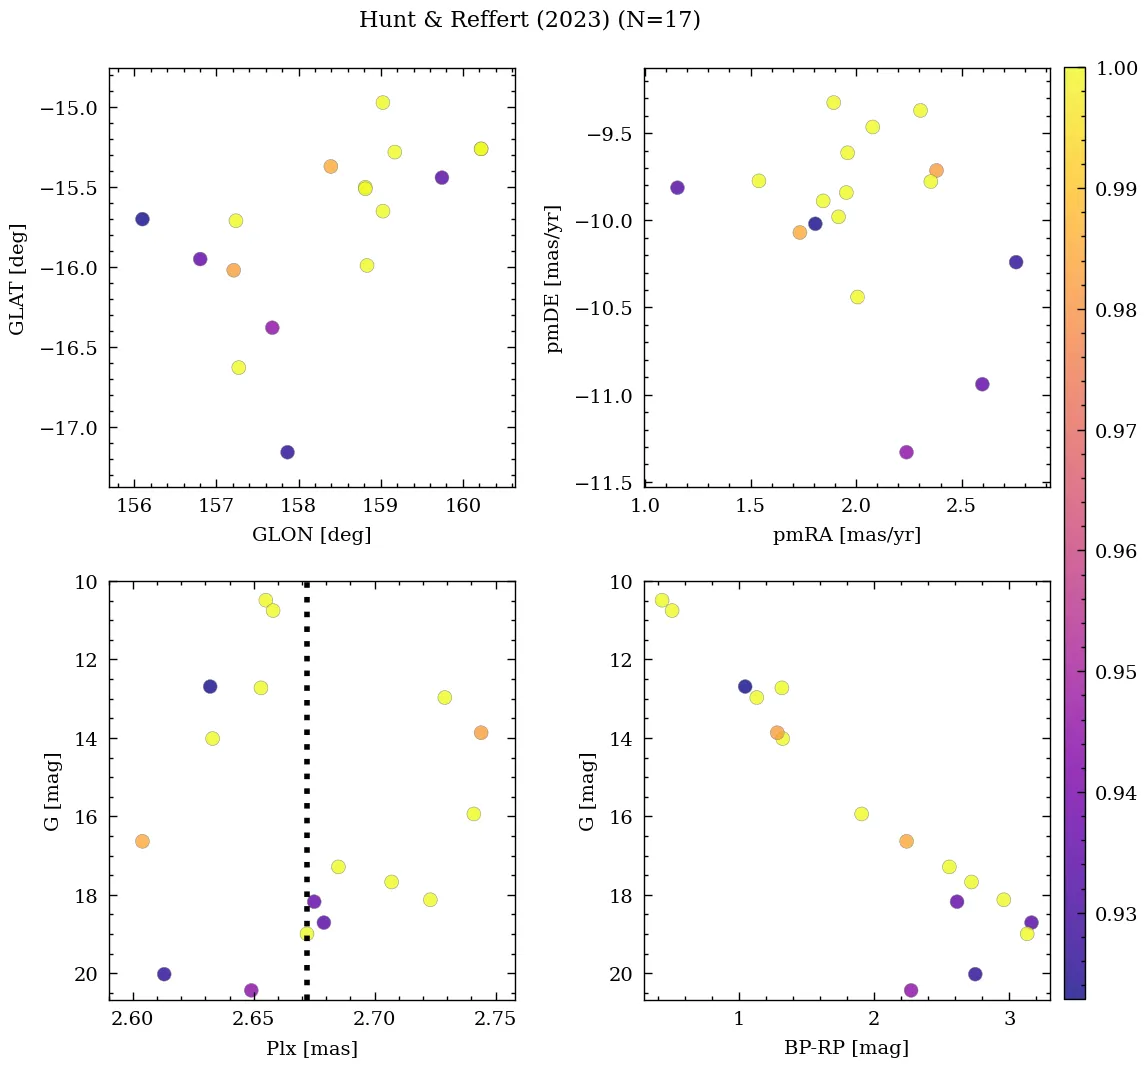 Hunt & Reffert (2023) (N=17)
−15.0
−15.5
−16.0
−16.5
−17.0
GLAT [deg]
156 157 158 159 160
GLON [deg]
−9.5
−10.0
−10.5
−11.0
−11.5
pmDE [mas/yr]
1.0 1.5 2.0 2.5
pmRA [mas/yr]
10
12
14
16
18
20
G [mag]
2.60 2.65 2.70 2.75
Plx [mas]
10
12
14
16
18
20
G [mag]
1 2 3
BP-RP [mag]
1.00
0.99
0.98
0.97
0.96
0.95
0.94
0.93